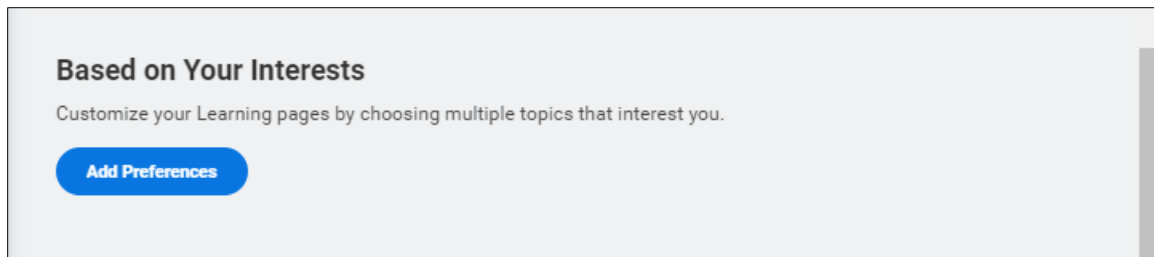 Based on Your Interests
Customize your Learning pages by choosing multiple topics that interest you.
Add Preferences